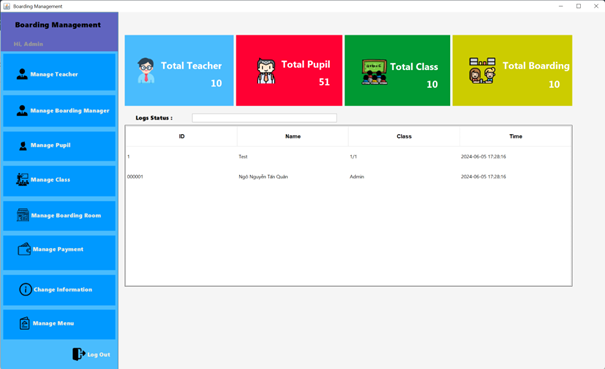 Boarding Management
Boarding Management
Hi, Admin
Manage Teacher
Manage Boarding Manager
Manage Pupil
Manage Class
Manage Boarding Room
Manage Payment
Change Information
Manage Menu
Log Out
Total Teacher
10
Total Pupil
51
Total Class
10
Total Boarding
10
Logs Status :
ID Name Class Time
1 Test 1/1 2024-06-05 17:28:16
000001 Ngô Nguyễn Tấn Quân Admin 2024-06-05 17:28:16